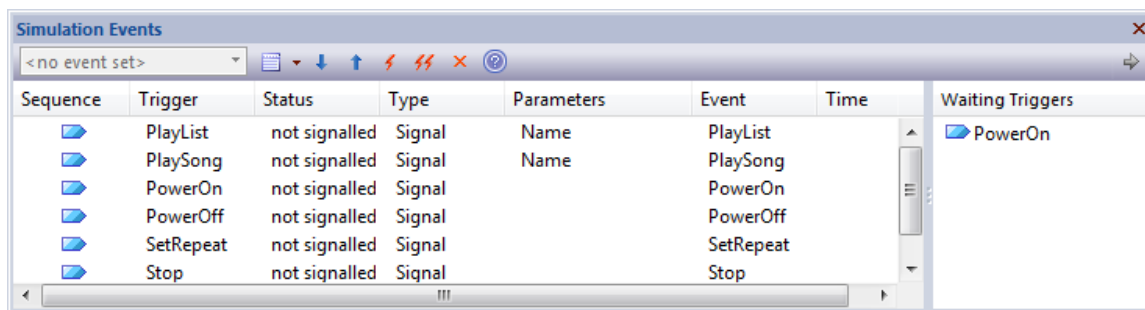 Simulation Events
<no event set>
Sequence Trigger Status Type Parameters Event Time Waiting Triggers
PlayList not signalled Signal Name PlayList PowerOn
PlaySong not signalled Signal Name PlaySong
PowerOn not signalled Signal PowerOn
PowerOff not signalled Signal PowerOff
SetRepeat not signalled Signal SetRepeat
Stop not signalled Signal Stop